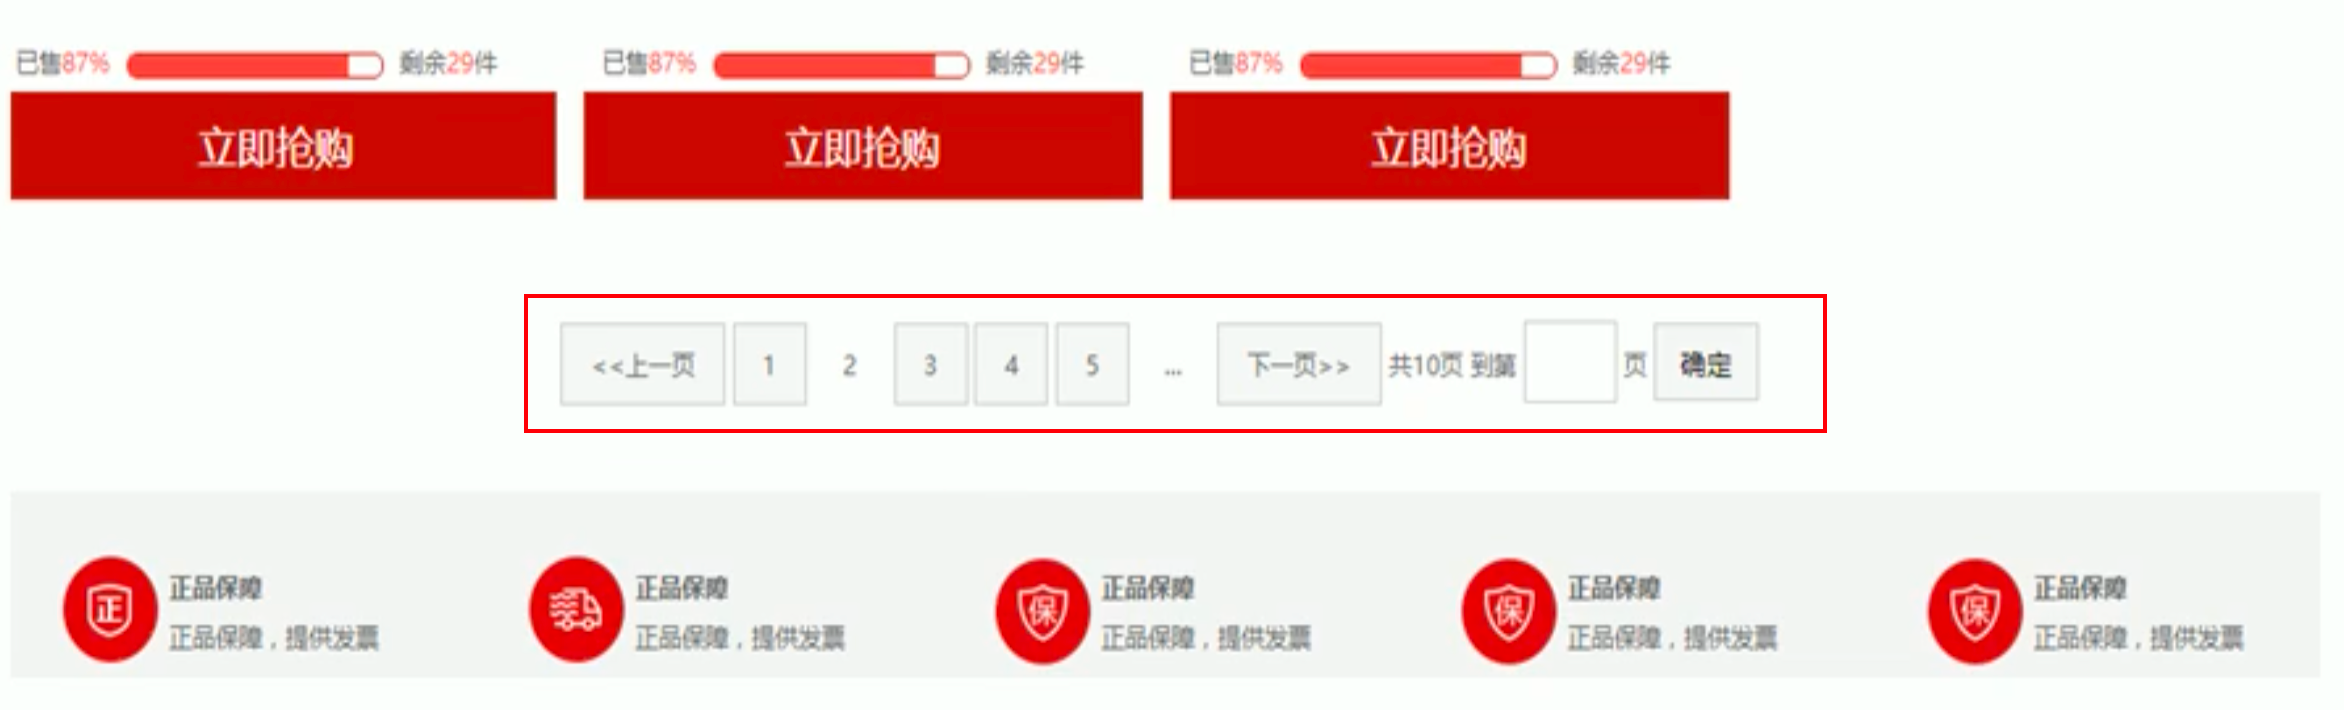 已售87% 剩余29件 已售87% 剩余29件 已售87% 剩余29件
立即抢购 立即抢购 立即抢购
<<上一页 1 2 3 4 5 ... 下一页>> 共10页 到第 页 确定
正 正品保障 正品保障 保 正品保障 保 正品保障 保 正品保障
正品保障，提供发票 正品保障，提供发票 正品保障，提供发票 正品保障，提供发票 正品保障，提供发票